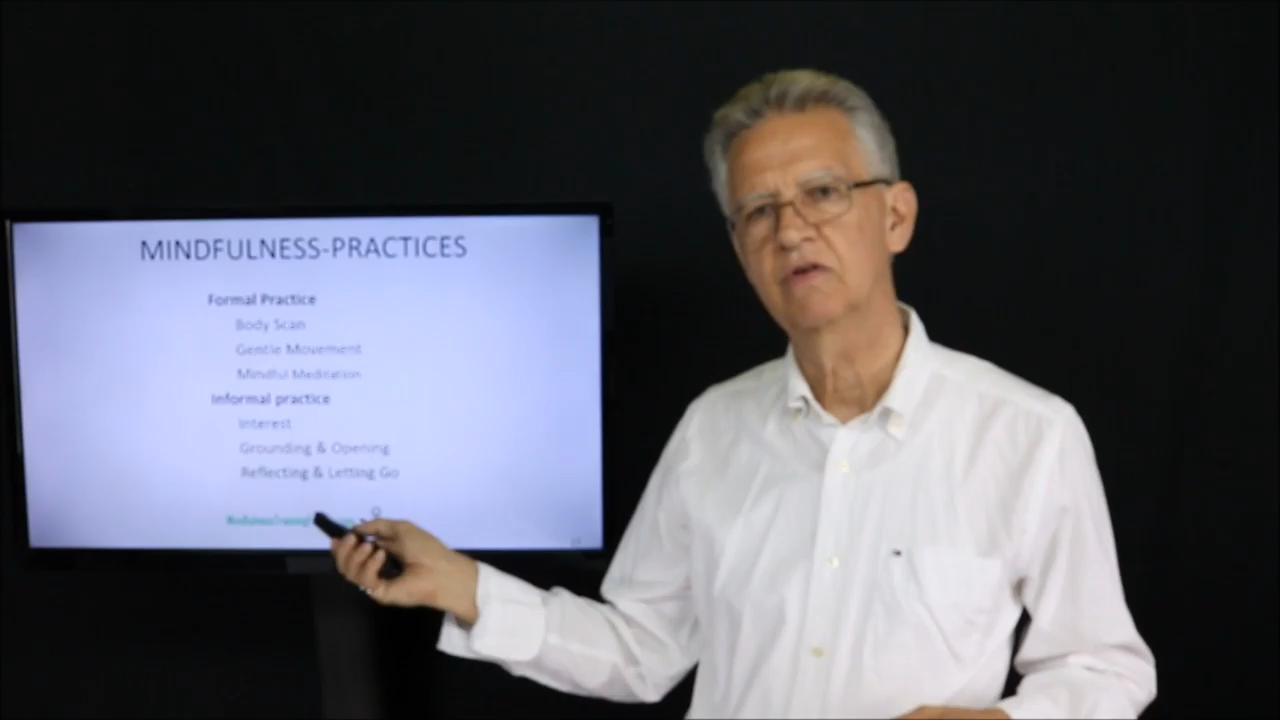 MINDFULNESS-PRACTICES
Formal Practice
Body Scan
Gentle Movement
Mindful Meditation
Informal practice
Interest
Grounding & Opening
Reflecting & Letting Go